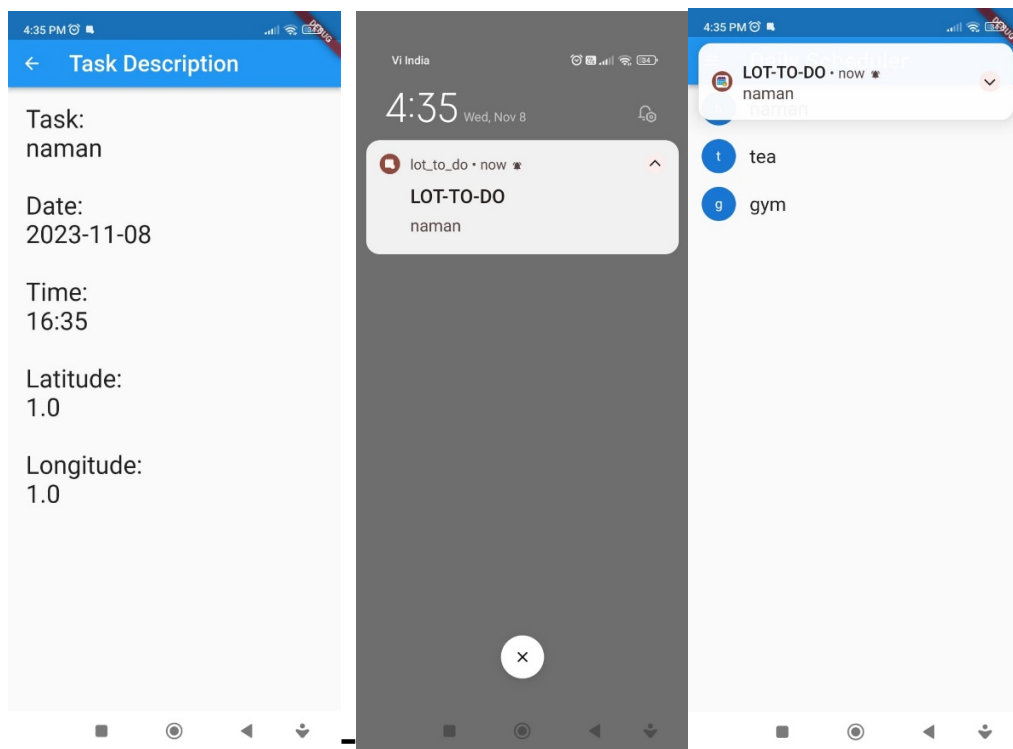 4:35 PM
DEBUG
Task Description
Task:
naman
Date:
2023-11-08
Time:
16:35
Latitude:
1.0
Longitude:
1.0
Vi India
4:35 Wed, Nov 8
lot_to_do • now
LOT-TO-DO
naman
4:35 PM
LOT-TO-DO • now
naman
naman
t tea
g gym